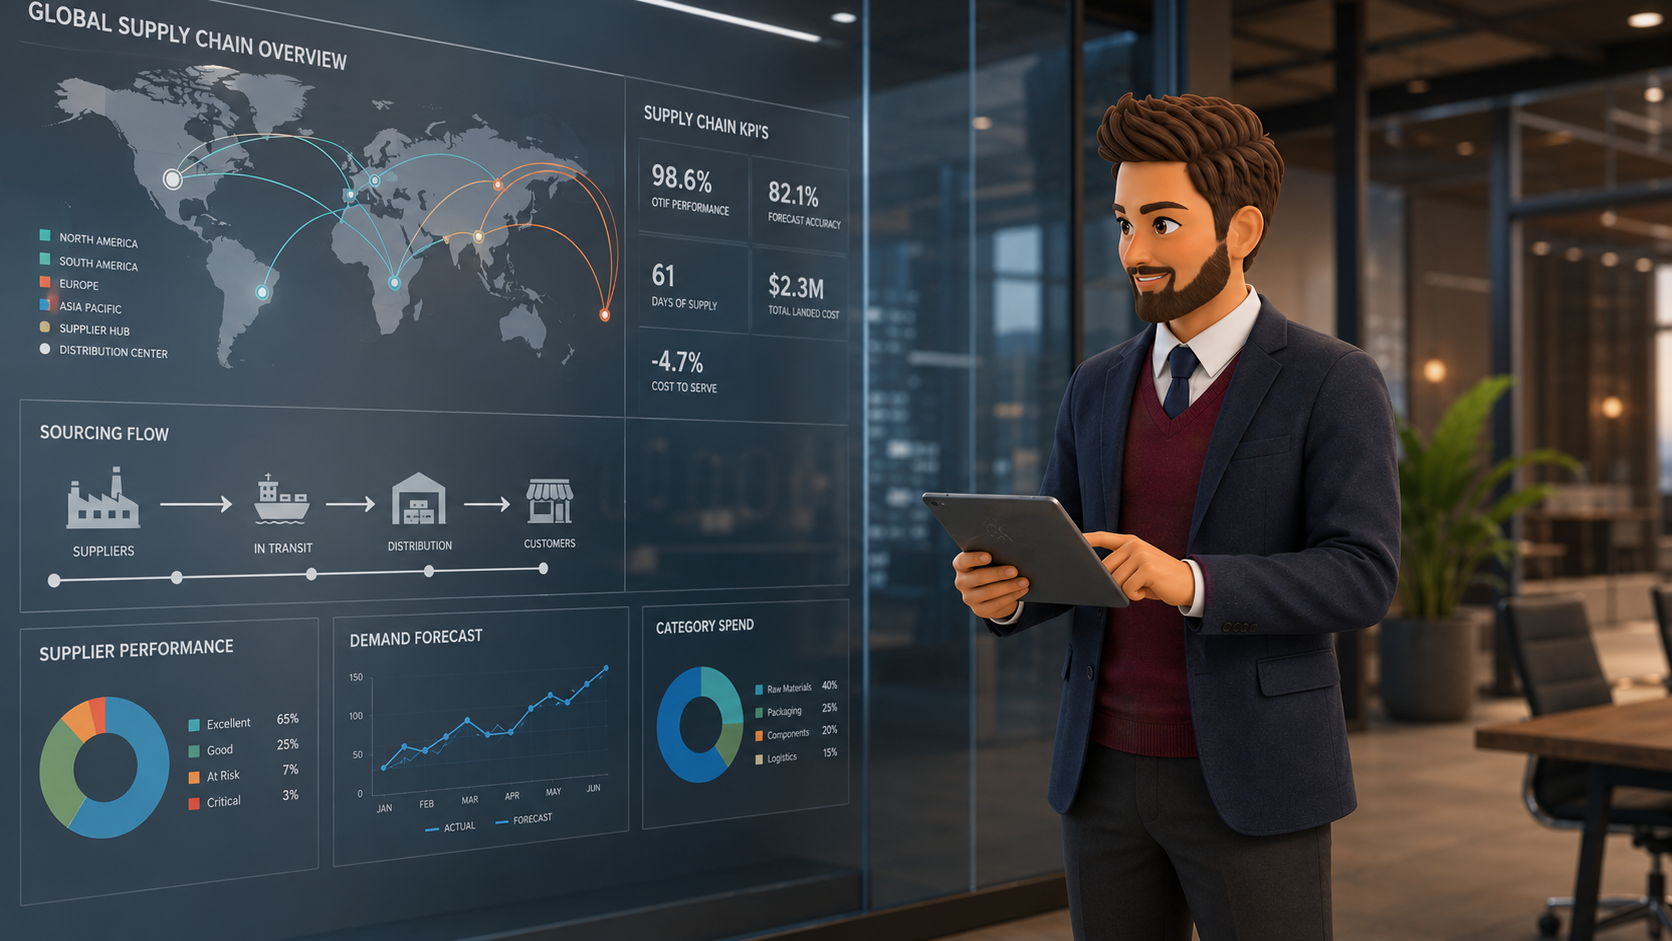 GLOBAL SUPPLY CHAIN OVERVIEW
NORTH AMERICA
SOUTH AMERICA
EUROPE
ASIA PACIFIC
SUPPLIER HUB
DISTRIBUTION CENTER
SUPPLY CHAIN KPI'S
98.6%
OTIF PERFORMANCE
82.1%
FORECAST ACCURACY
61
DAYS OF SUPPLY
$2.3M
TOTAL LANDED COST
-4.7%
COST TO SERVE
SOURCING FLOW
SUPPLIERS
IN TRANSIT
DISTRIBUTION
CUSTOMERS
SUPPLIER PERFORMANCE
Excellent 65%
Good 25%
At Risk 7%
Critical 3%
DEMAND FORECAST
150
100
50
0
JAN FEB MAR APR MAY JUN
ACTUAL FORECAST
CATEGORY SPEND
Raw Materials 40%
Packaging 25%
Components 20%
Logistics 15%